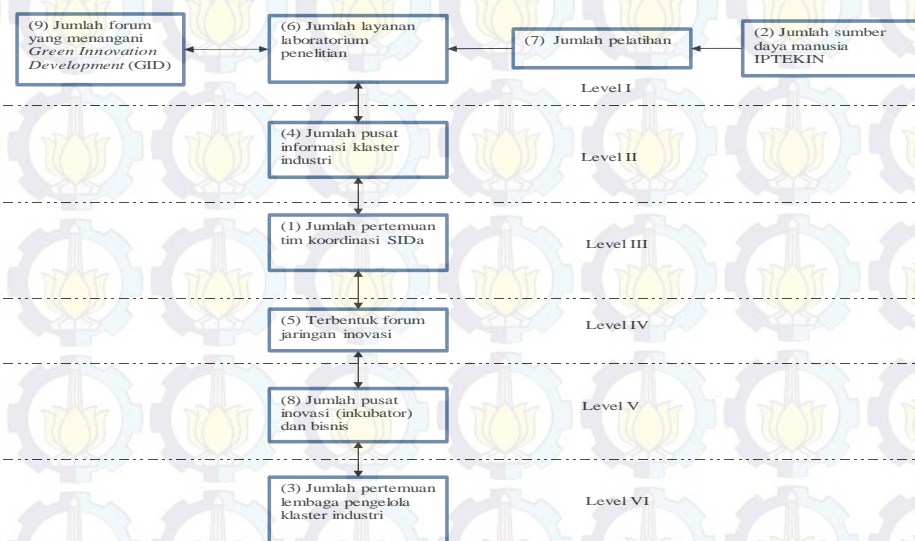 (9) Jumlah forum
yang menangani
Green Innovation
Development (GID)
(6) Jumlah layanan
laboratorium
penelitian
(7) Jumlah pelatihan
(2) Jumlah sumber
daya manusia
IPTEKIN
Level I
(4) Jumlah pusat
informasi klaster
industri
Level II
(1) Jumlah pertemuan
tim koordinasi SIDa
Level III
(5) Terbentuk forum
jaringan inovasi
Level IV
(8) Jumlah pusat
inovasi (inkubator)
dan bisnis
Level V
(3) Jumlah pertemuan
lembaga pengelola
klaster industri
Level VI